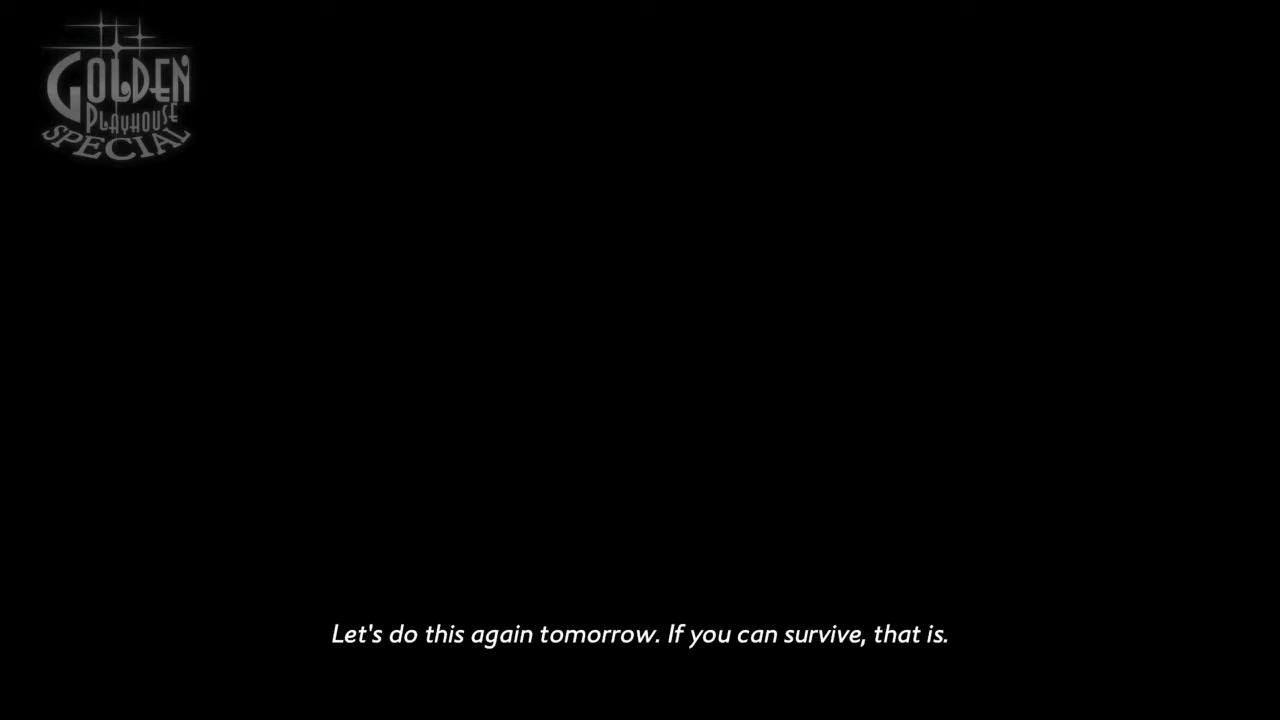 GOLDEN
PLAYHOUSE
SPECIAL
Let's do this again tomorrow. If you can survive, that is.